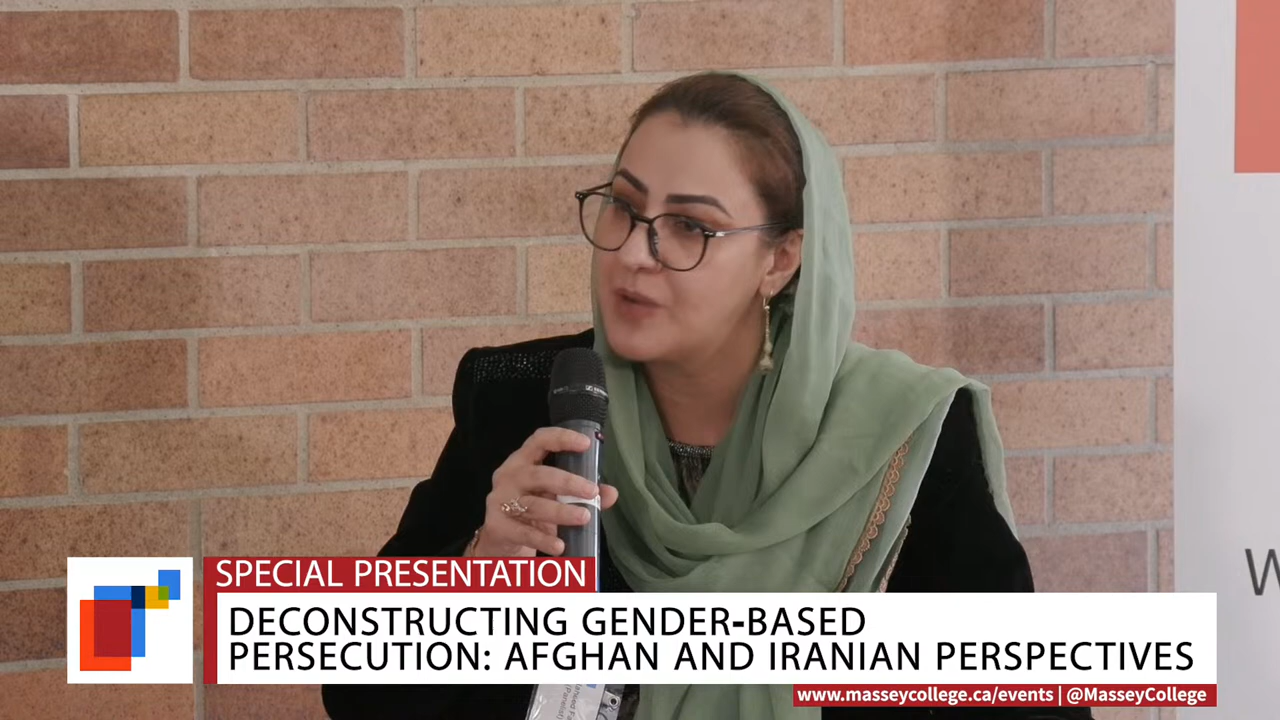 SPECIAL PRESENTATION
DECONSTRUCTING GENDER-BASED
PERSECUTION: AFGHAN AND IRANIAN PERSPECTIVES
www.masseycollege.ca/events | @MasseyCollege
W